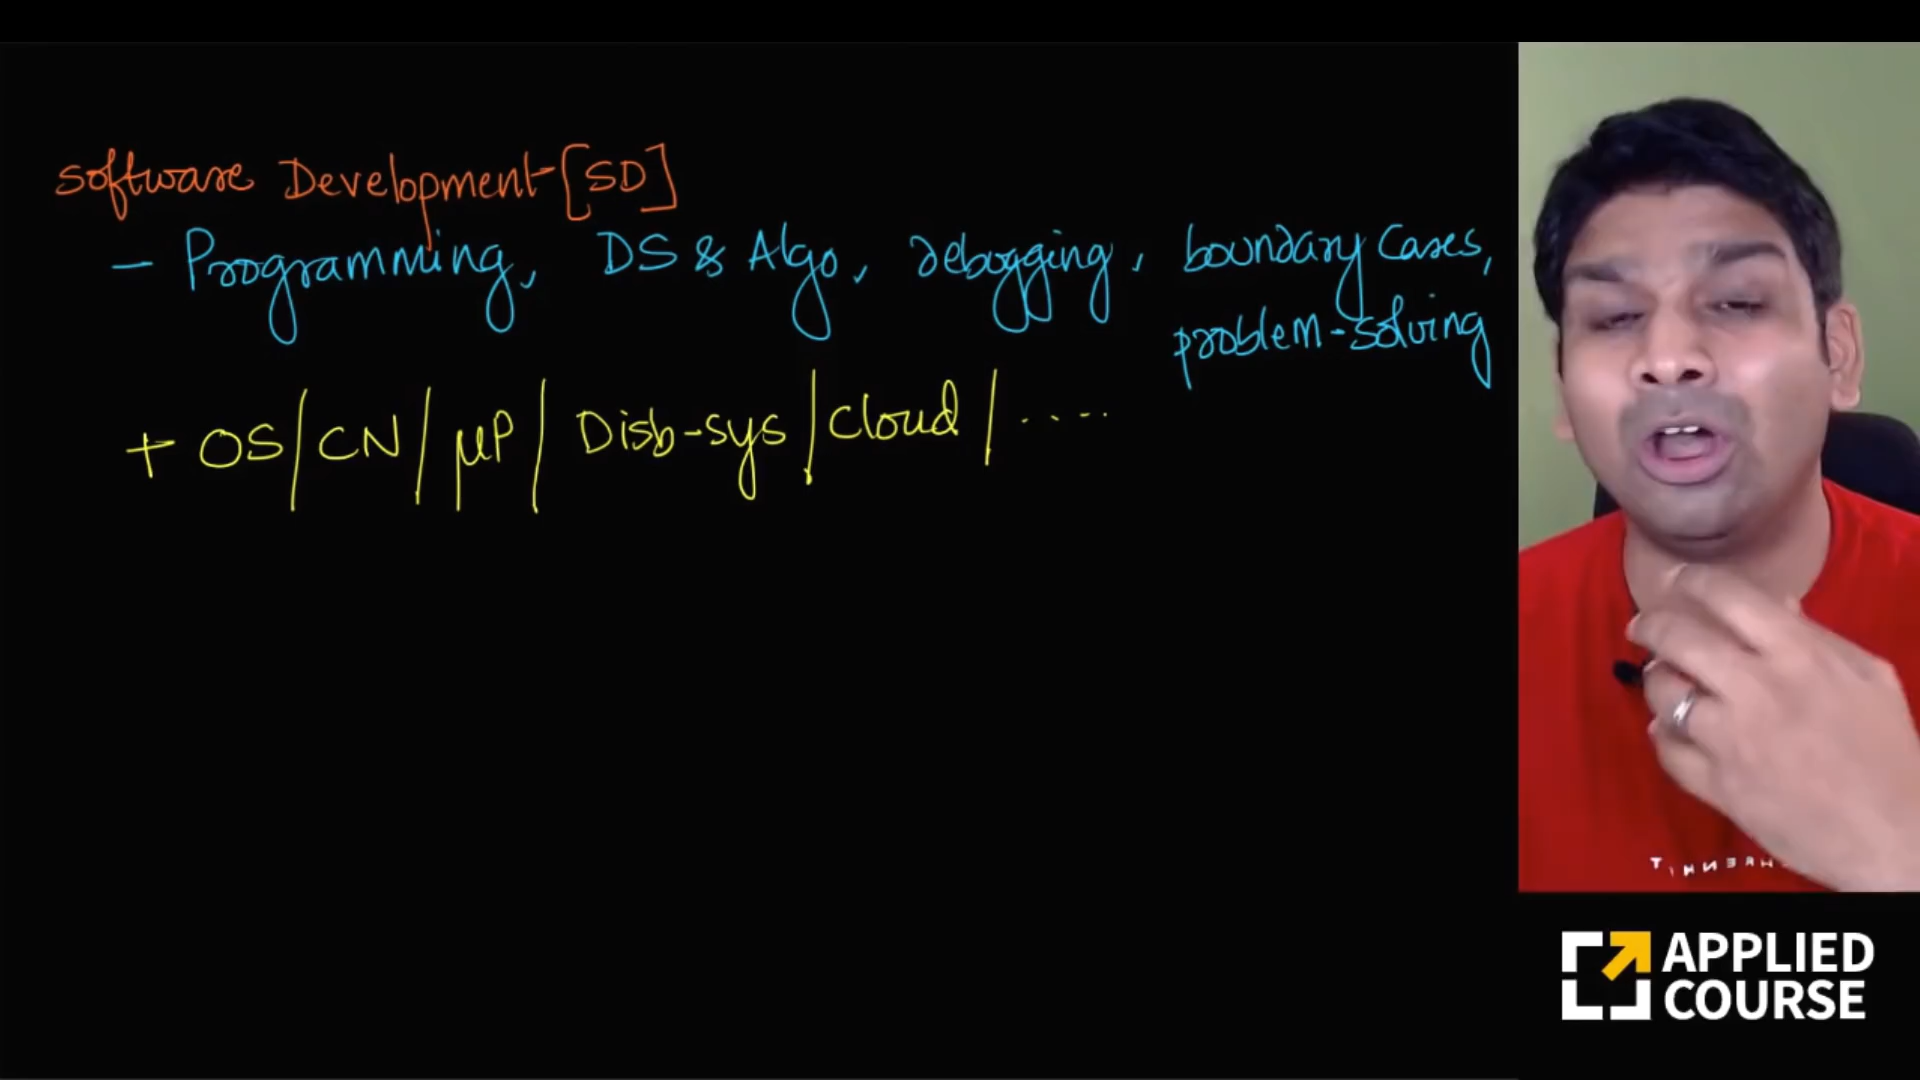 Software Development [SD]
- Programming, DS & Algo, debugging, boundary cases,
problem-solving
+ OS/CN/μP/Disb-sys/Cloud/.....
APPLIED
COURSE